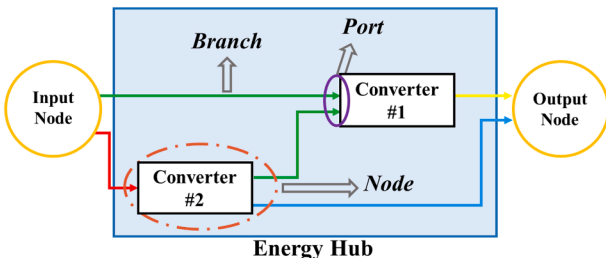 Branch
Port
Input
Node
Converter
#1
Output
Node
Converter
#2
Node
Energy Hub